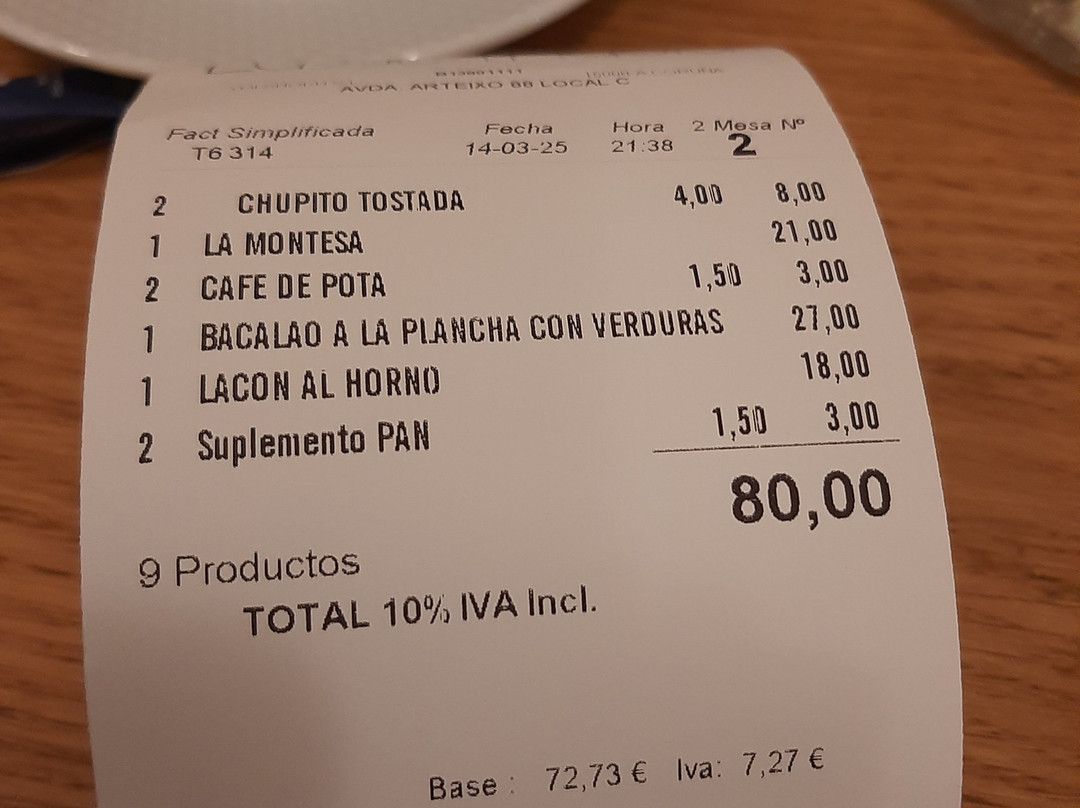 AVDA ARTEIXO 88 LOCAL C
Fact Simplificada Fecha Hora 2 Mesa Nº
T6 314 14-03-25 21:38 2
2 CHUPITO TOSTADA 4,00 8,00
1 LA MONTESA 21,00
2 CAFE DE POTA 1,50 3,00
1 BACALAO A LA PLANCHA CON VERDURAS 27,00
1 LACON AL HORNO 18,00
2 Suplemento PAN 1,50 3,00
80,00
9 Productos
TOTAL 10% IVA Incl.
Base : 72,73 € Iva: 7,27 €